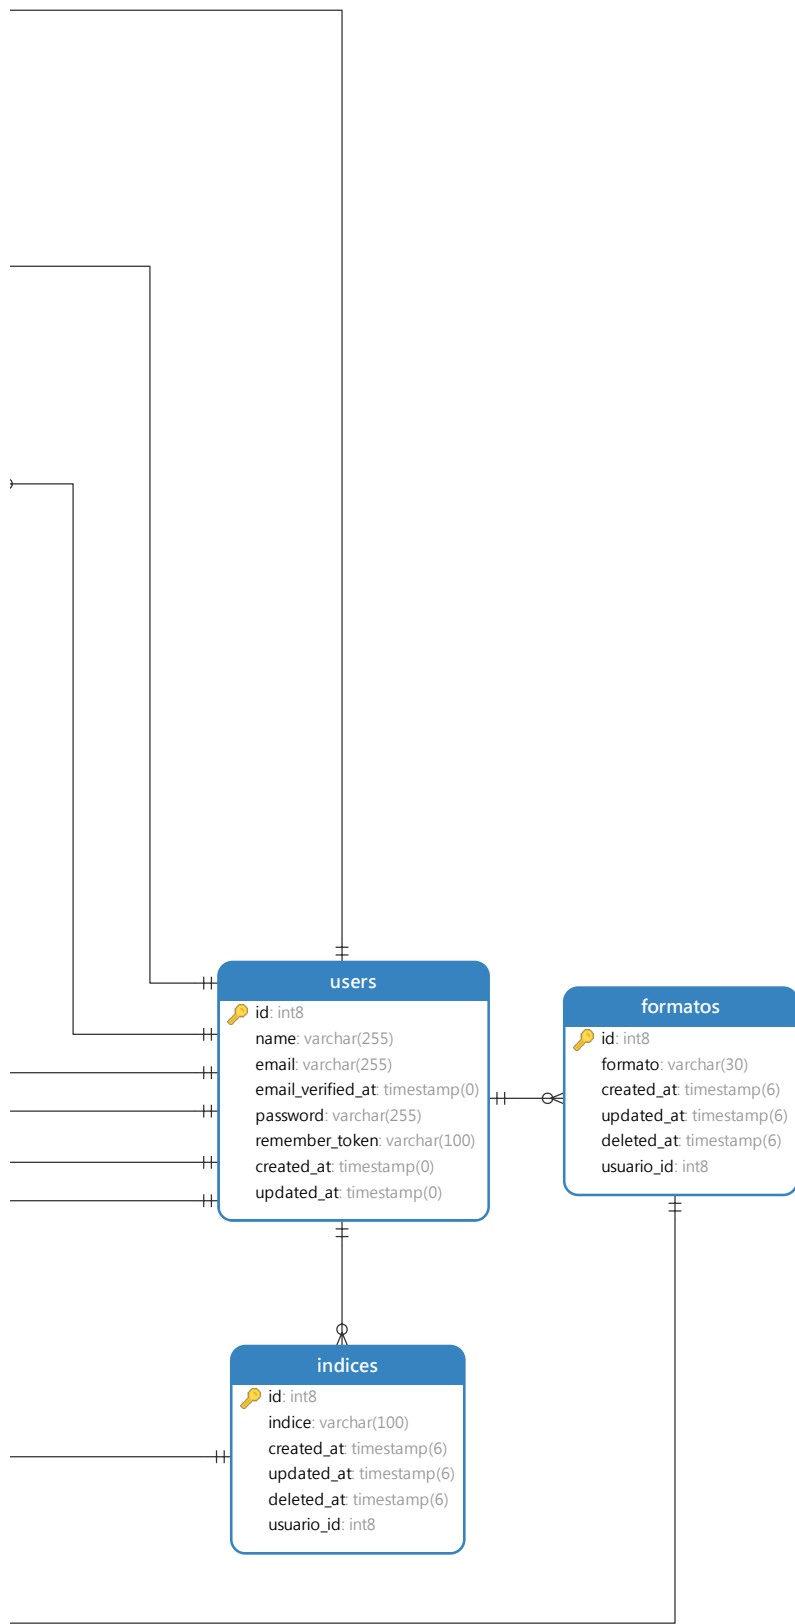 users
id: int8
name: varchar(255)
email: varchar(255)
email_verified_at: timestamp(0)
password: varchar(255)
remember_token: varchar(100)
created_at: timestamp(0)
updated_at: timestamp(0)
formatos
id: int8
formato: varchar(30)
created_at: timestamp(6)
updated_at: timestamp(6)
deleted_at: timestamp(6)
usuario_id: int8
indices
id: int8
indice: varchar(100)
created_at: timestamp(6)
updated_at: timestamp(6)
deleted_at: timestamp(6)
usuario_id: int8